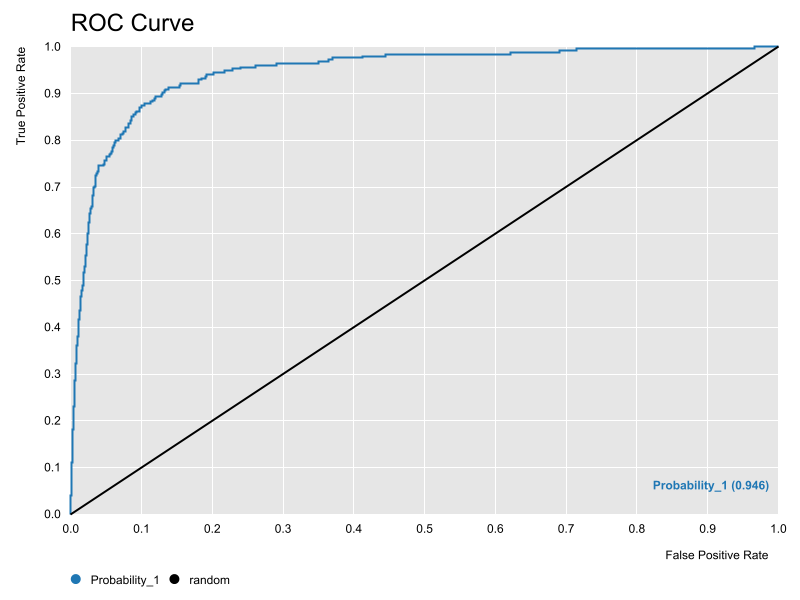 ROC Curve
True Positive Rate
1.0
0.9
0.8
0.7
0.6
0.5
0.4
0.3
0.2
0.1
0.0
Probability_1 (0.946)
0.0 0.1 0.2 0.3 0.4 0.5 0.6 0.7 0.8 0.9 1.0
False Positive Rate
Probability_1 random